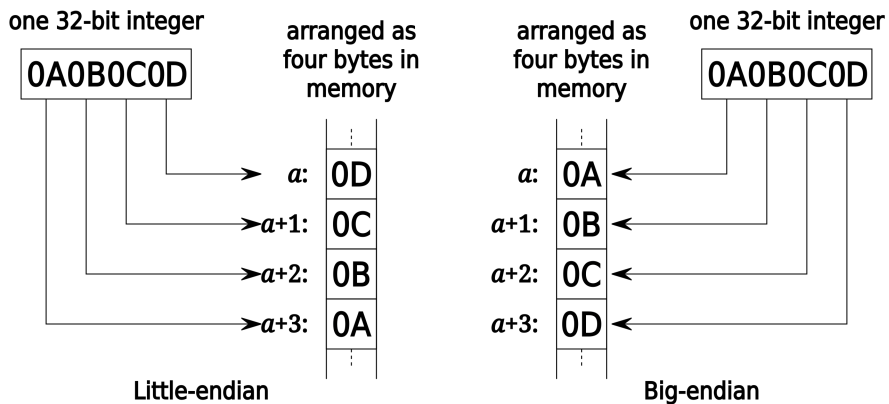 one 32-bit integer
0A0B0C0D
arranged as
four bytes in
memory
a: 0D
a+1: 0C
a+2: 0B
a+3: 0A
Little-endian
arranged as
four bytes in
memory
one 32-bit integer
0A0B0C0D
a: 0A
a+1: 0B
a+2: 0C
a+3: 0D
Big-endian